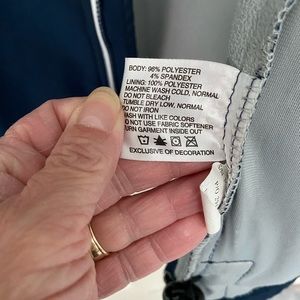 BODY: 96% POLYESTER
4% SPANDEX
LINING: 100% POLYESTER
MACHINE WASH COLD, NORMAL
DO NOT BLEACH
TUMBLE DRY LOW, NORMAL
DO NOT IRON
WASH WITH LIKE COLORS
DO NOT USE FABRIC SOFTENER
TURN GARMENT INSIDE OUT
EXCLUSIVE OF DECORATION